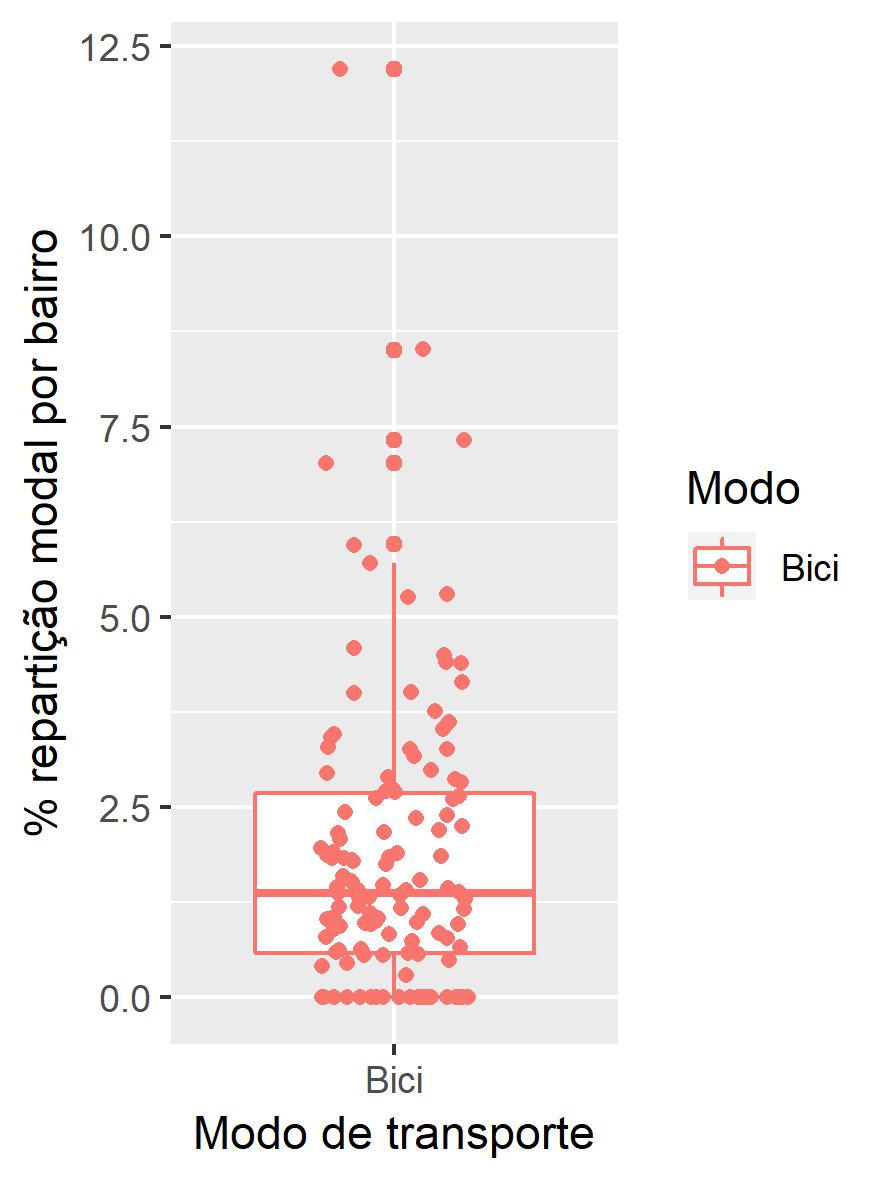 % repartição modal por bairro
12.5
10.0
7.5
5.0
2.5
0.0
Bici
Modo de transporte
Modo
Bici